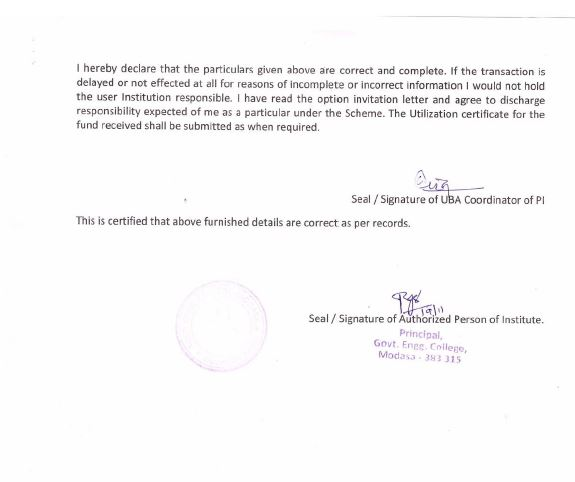 I hereby declare that the particulars given above are correct and complete. If the transaction is
delayed or not effected at all for reasons of incomplete or incorrect information I would not hold
the user Institution responsible. I have read the option invitation letter and agree to discharge
responsibility expected of me as a particular under the Scheme. The Utilization certificate for the
fund received shall be submitted as when required.
Seal / Signature of UBA Coordinator of PI
This is certified that above furnished details are correct as per records.
19/11
Seal / Signature of Authorized Person of Institute.
Principal,
Govt. Engg. College,
Modasa - 383 315